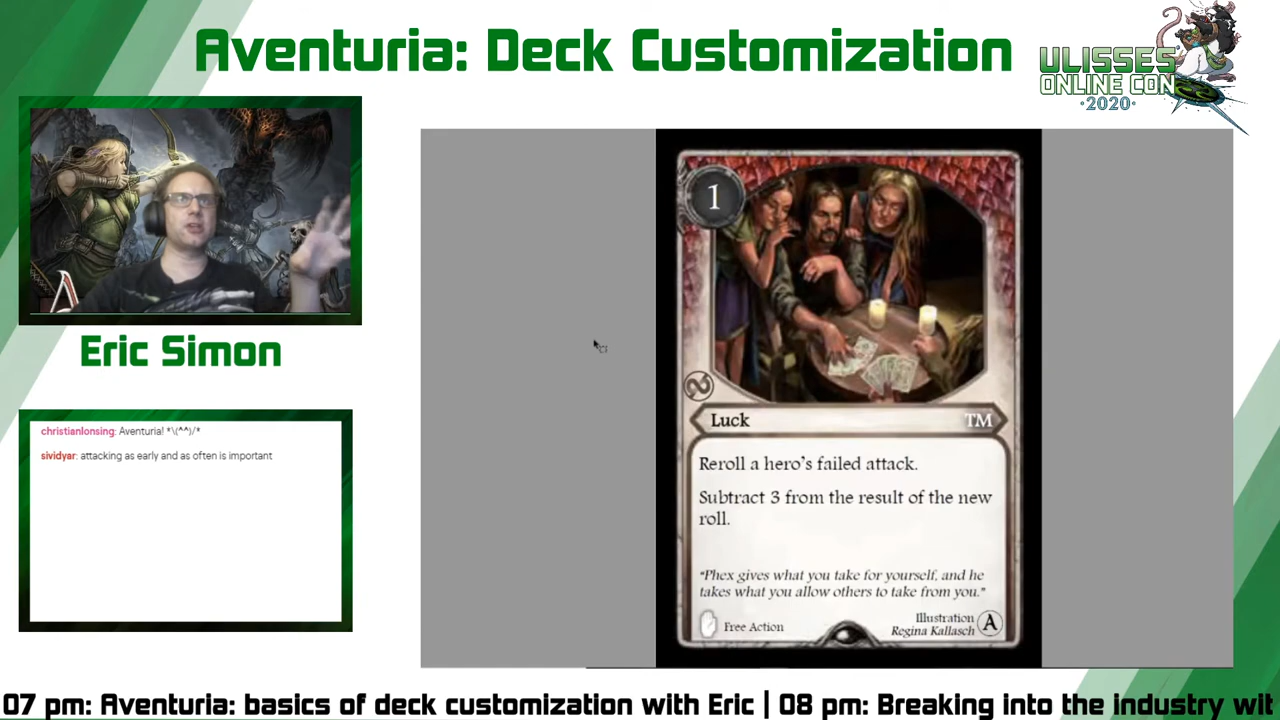 Aventuria: Deck Customization
ULISSES
ONLINE CON
·2020·
Eric Simon
christianlonsing: Aventuria! *\(^^)/*
sividyar: attacking as early and as often is important
1
Luck
TM
Reroll a hero's failed attack.
Subtract 3 from the result of the new
roll.
"Phex gives what you take for yourself, and he
takes what you allow others to take from you."
Free Action
Illustration
Regina Kallasch
A
07 pm: Aventuria: basics of deck customization with Eric | 08 pm: Breaking into the industry wit